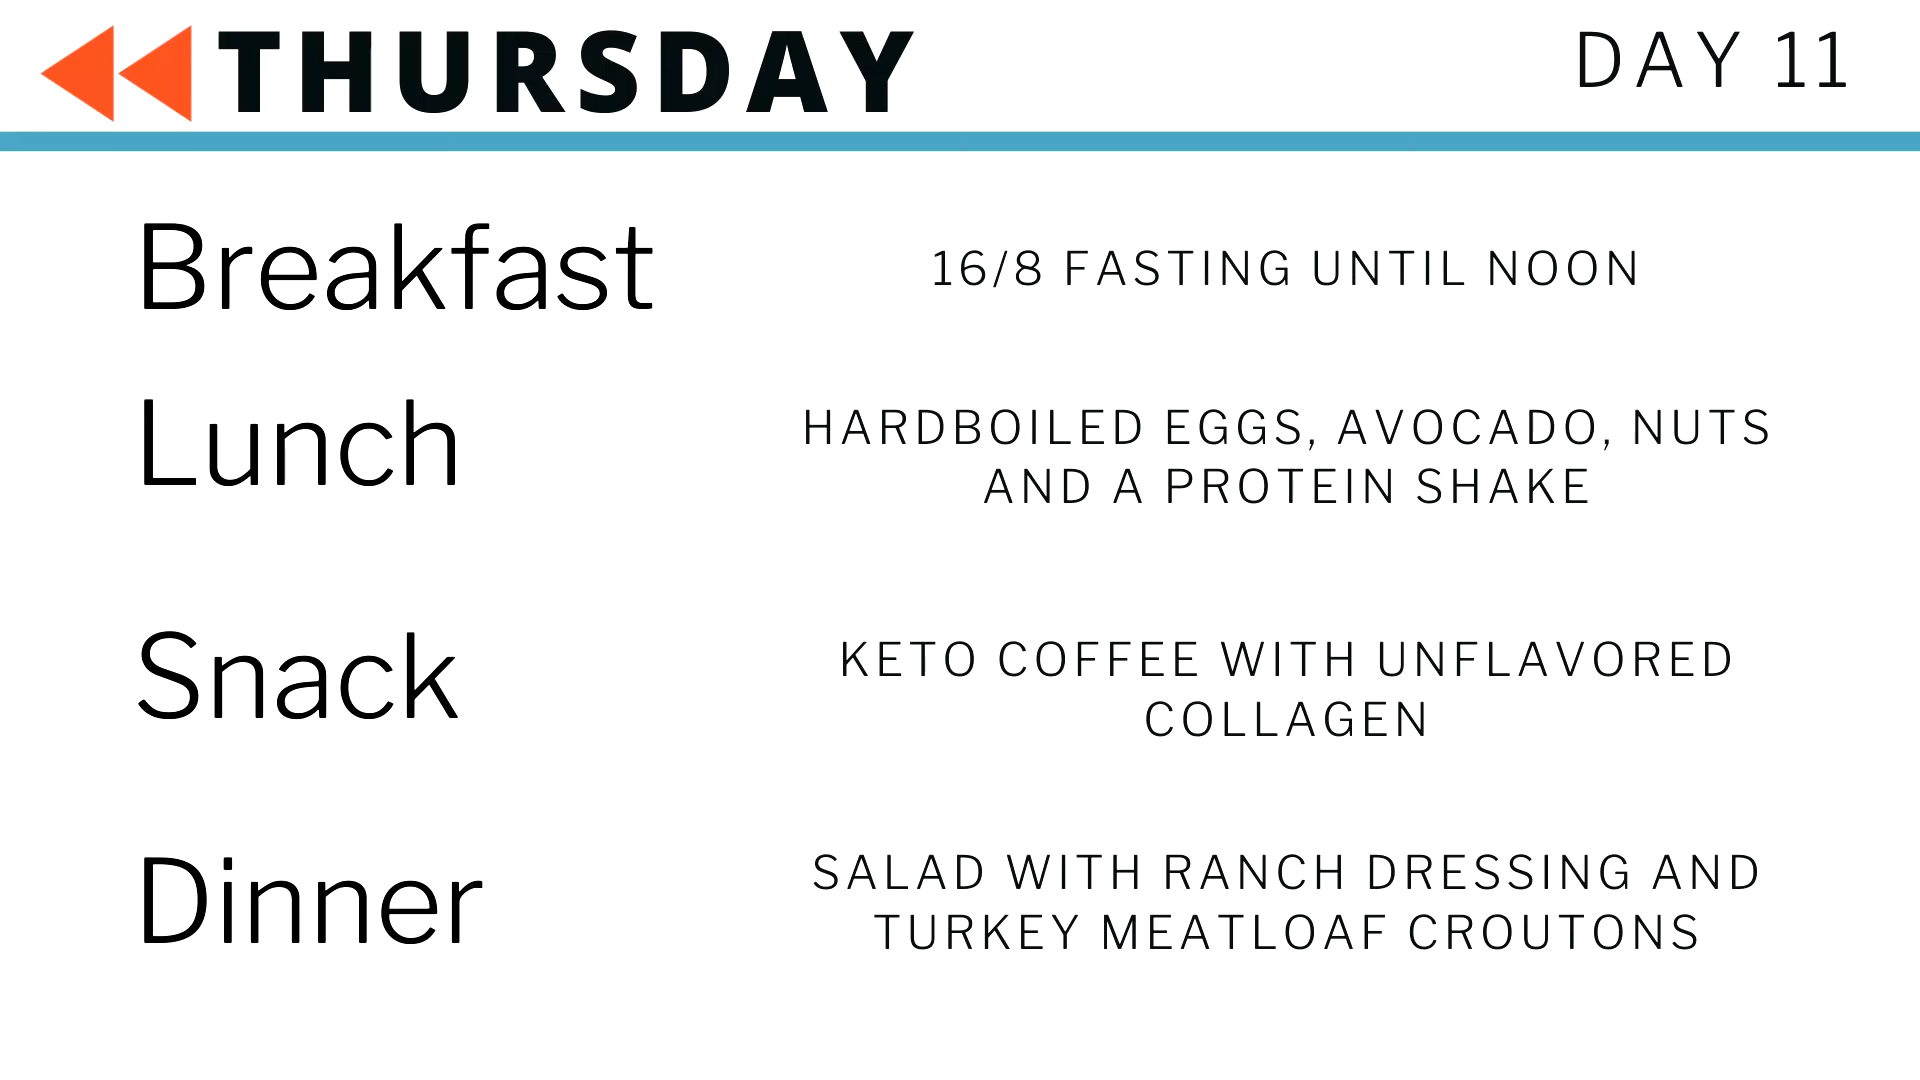 THURSDAY
DAY 11
Breakfast
16/8 FASTING UNTIL NOON
Lunch
HARDBOILED EGGS, AVOCADO, NUTS
AND A PROTEIN SHAKE
Snack
KETO COFFEE WITH UNFLAVORED
COLLAGEN
Dinner
SALAD WITH RANCH DRESSING AND
TURKEY MEATLOAF CROUTONS